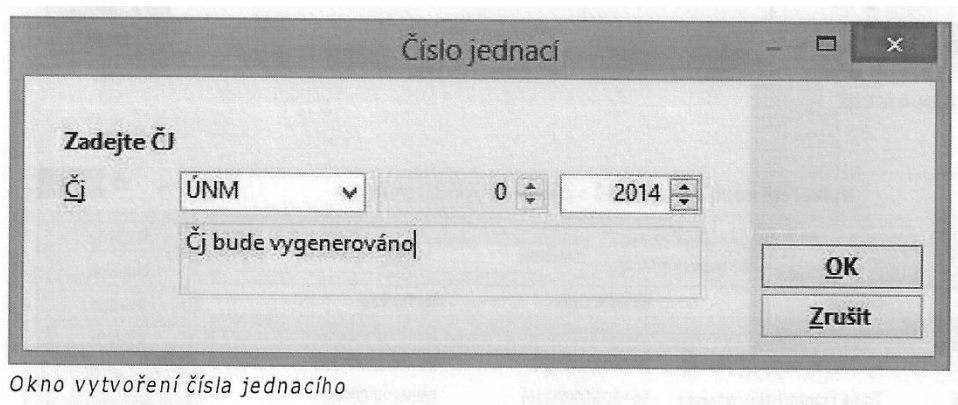 Číslo jednací
Zadejte ČJ
Čj ÚNM 0 2014
Čj bude vygenerováno
OK
Zrušit
Okno vytvoření čísla jednacího